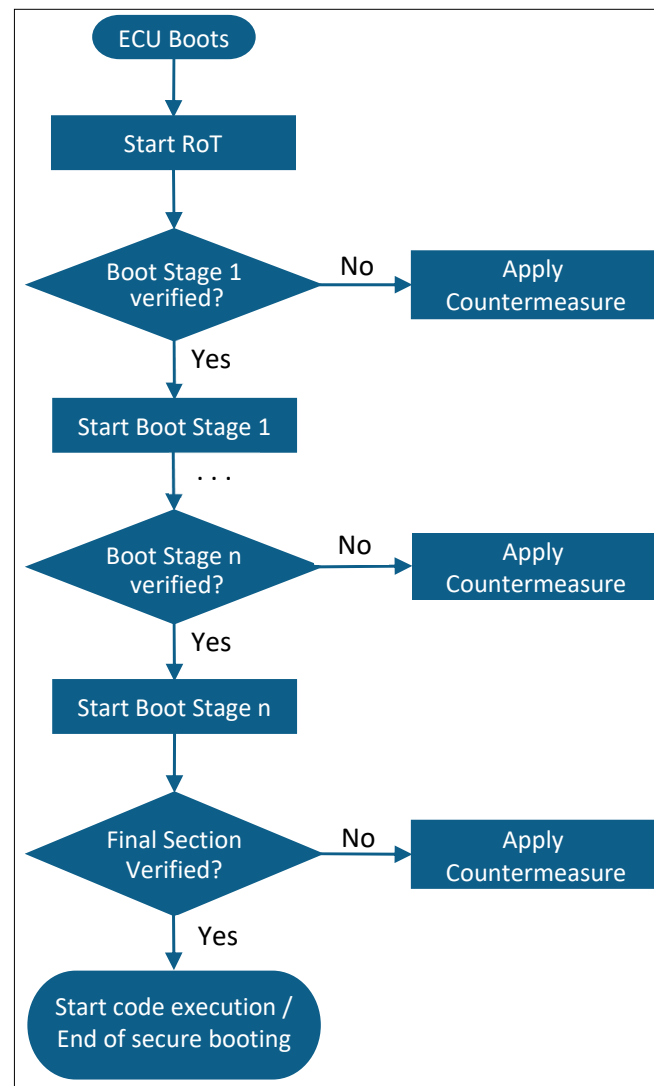 ECU Boots
Start RoT
Boot Stage 1
verified?
No
Apply
Countermeasure
Yes
Start Boot Stage 1
. . .
Boot Stage n
verified?
No
Apply
Countermeasure
Yes
Start Boot Stage n
Final Section
Verified?
No
Apply
Countermeasure
Yes
Start code execution /
End of secure booting